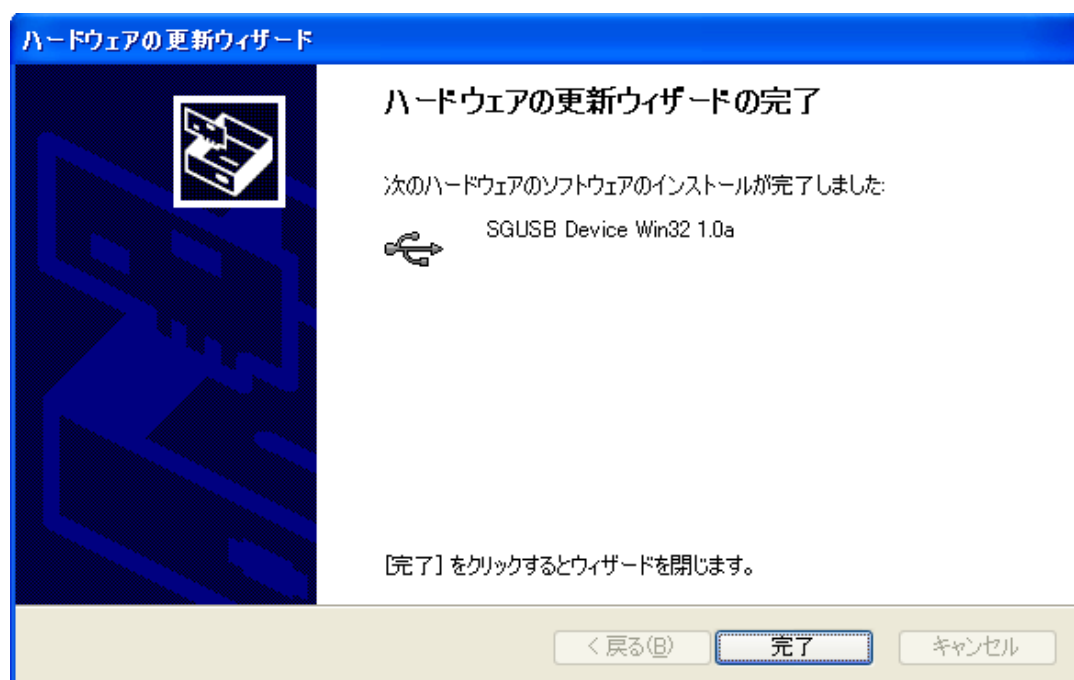 ハードウェアの更新ウィザード
ハードウェアの更新ウィザードの完了
次のハードウェアのソフトウェアのインストールが完了しました:
SGUSB Device Win32 1.0a
[完了] をクリックするとウィザードを閉じます。
< 戻る(B)
完了
キャンセル